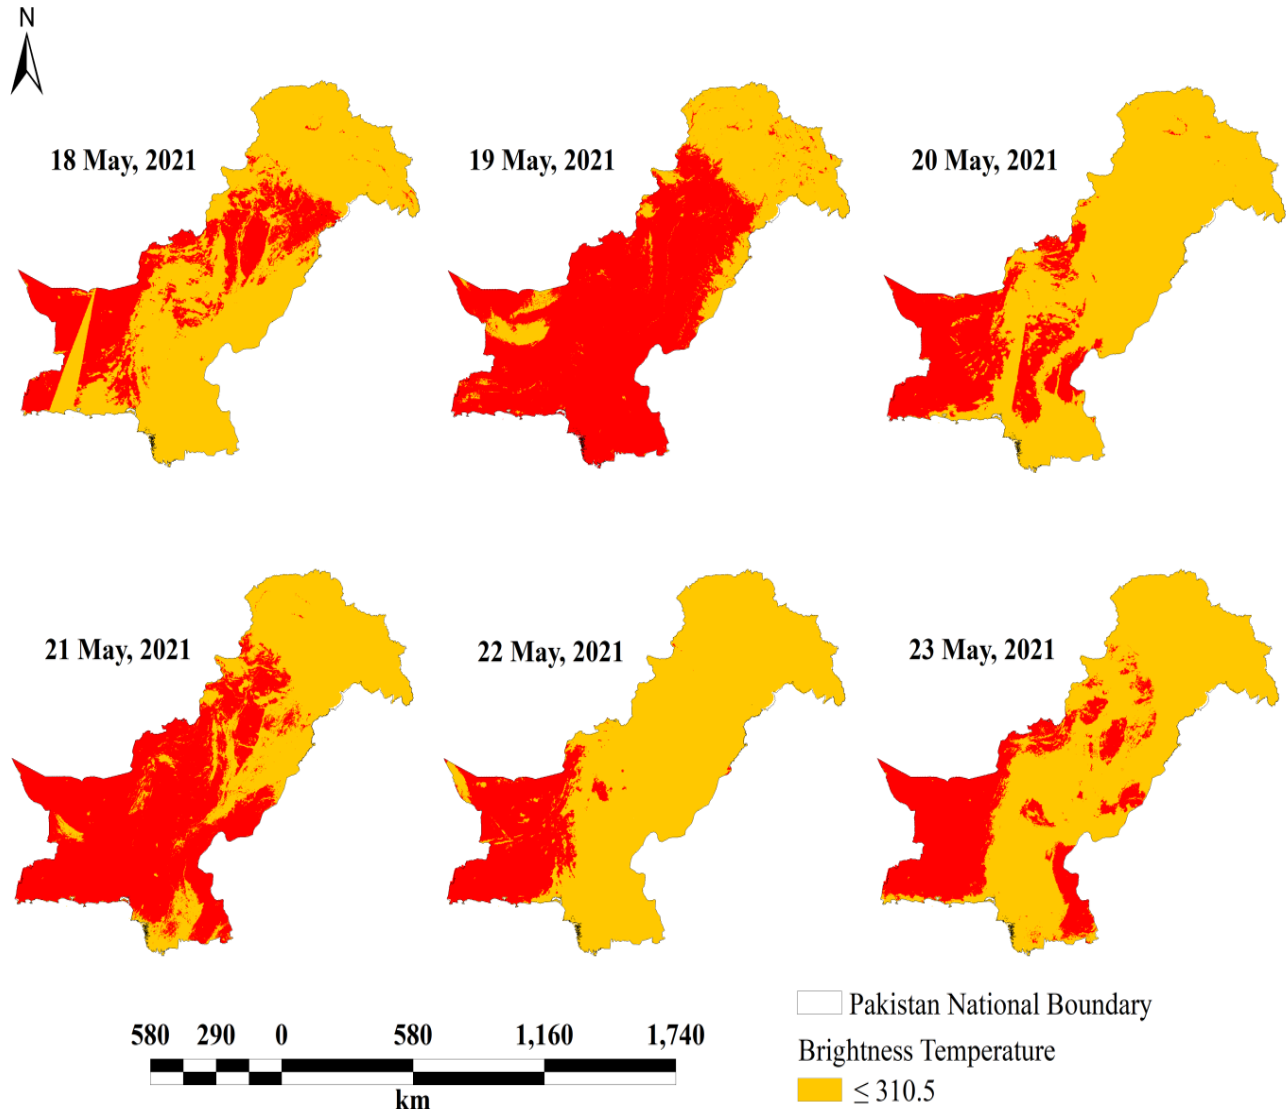 N
18 May, 2021
19 May, 2021
20 May, 2021
21 May, 2021
22 May, 2021
23 May, 2021
580 290 0 580 1,160 1,740
km
Pakistan National Boundary
Brightness Temperature
≤ 310.5